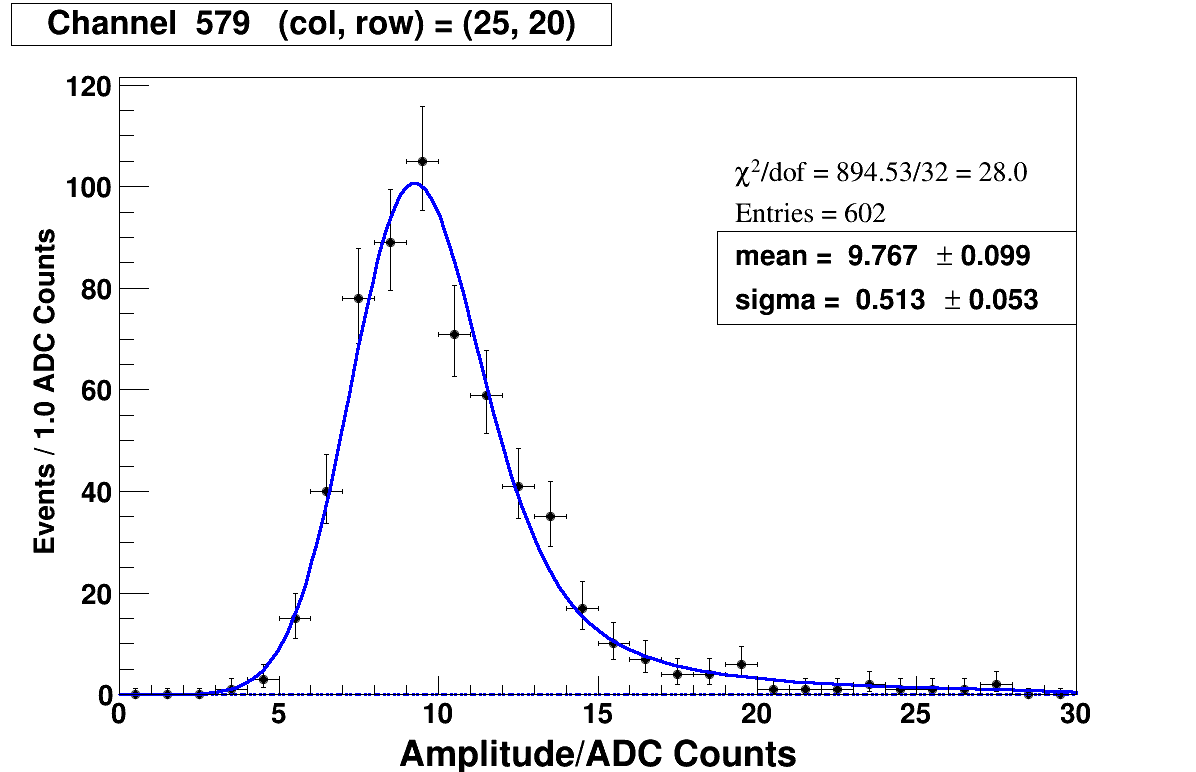 Channel 579 (col, row) = (25, 20)
120
100
80
60
40
20
0
Events / 1.0 ADC Counts
χ²/dof = 894.53/32 = 28.0
Entries = 602
mean = 9.767 ± 0.099
sigma = 0.513 ± 0.053
0 5 10 15 20 25 30
Amplitude/ADC Counts